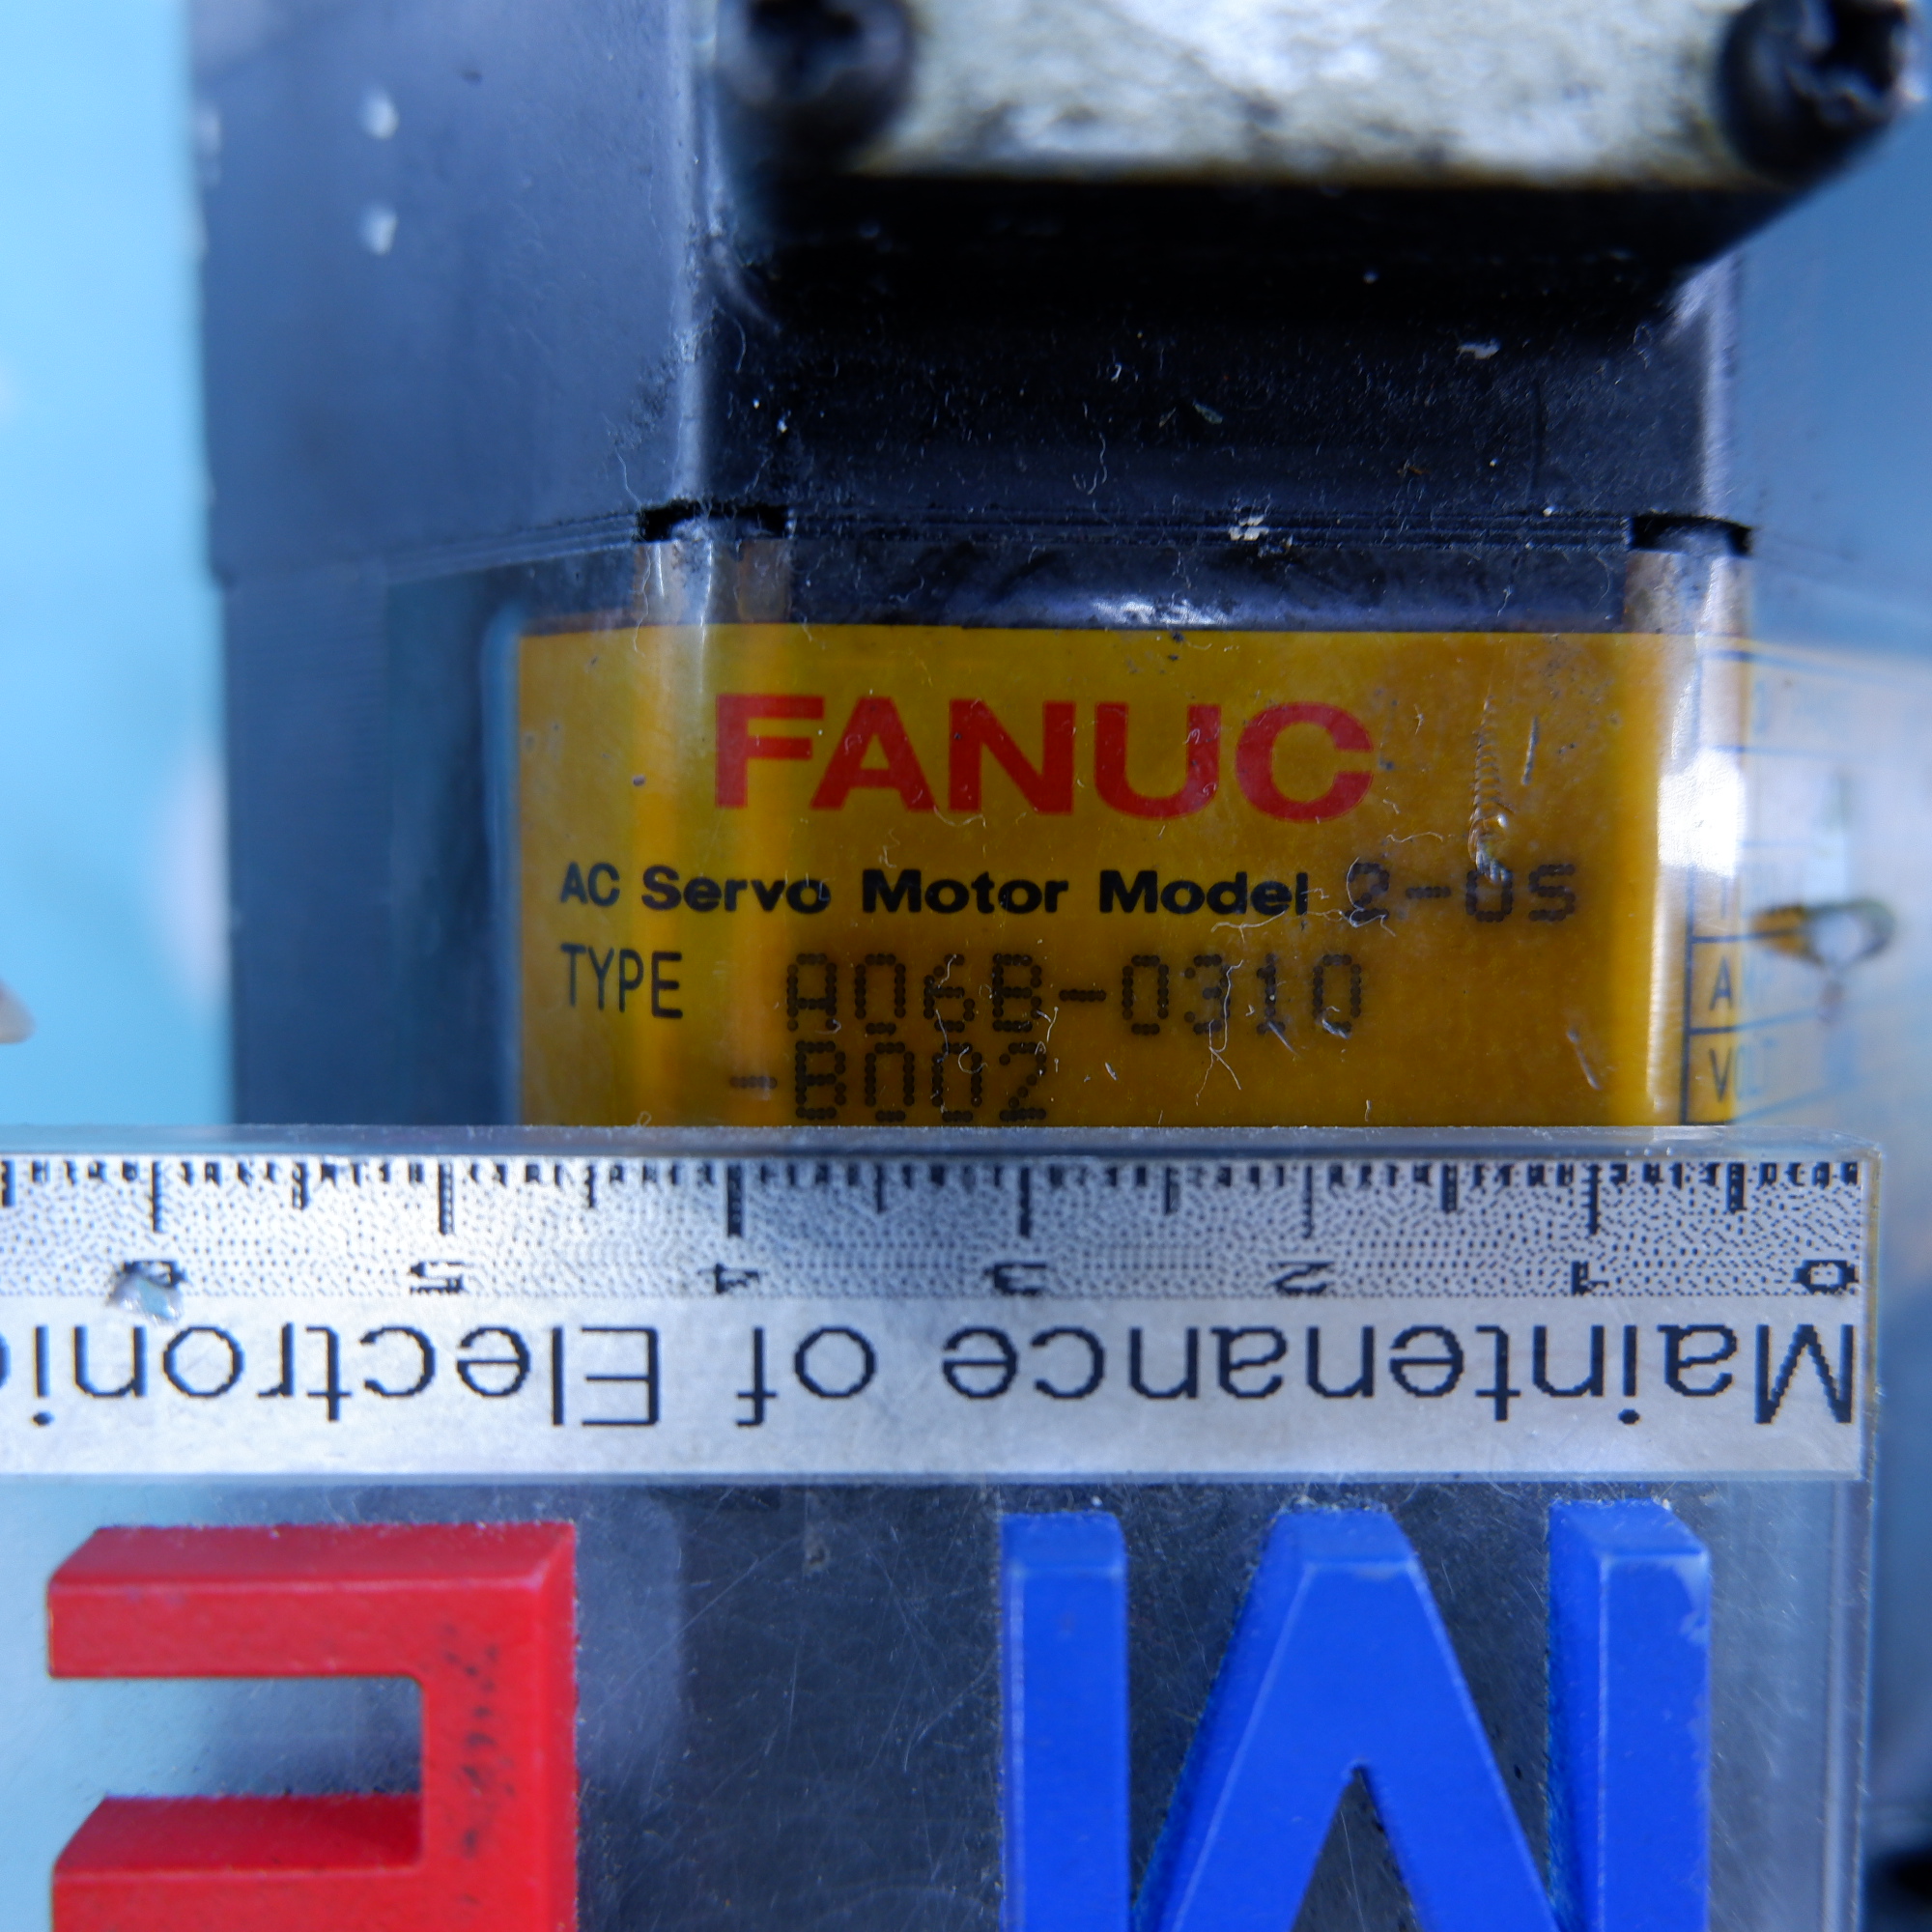 FANUC
AC Servo Motor Model 2-0S
TYPE A06B-0310
-B002
A
V
6 5 4 3 2 1 0
Maintenance of Electroni
E M